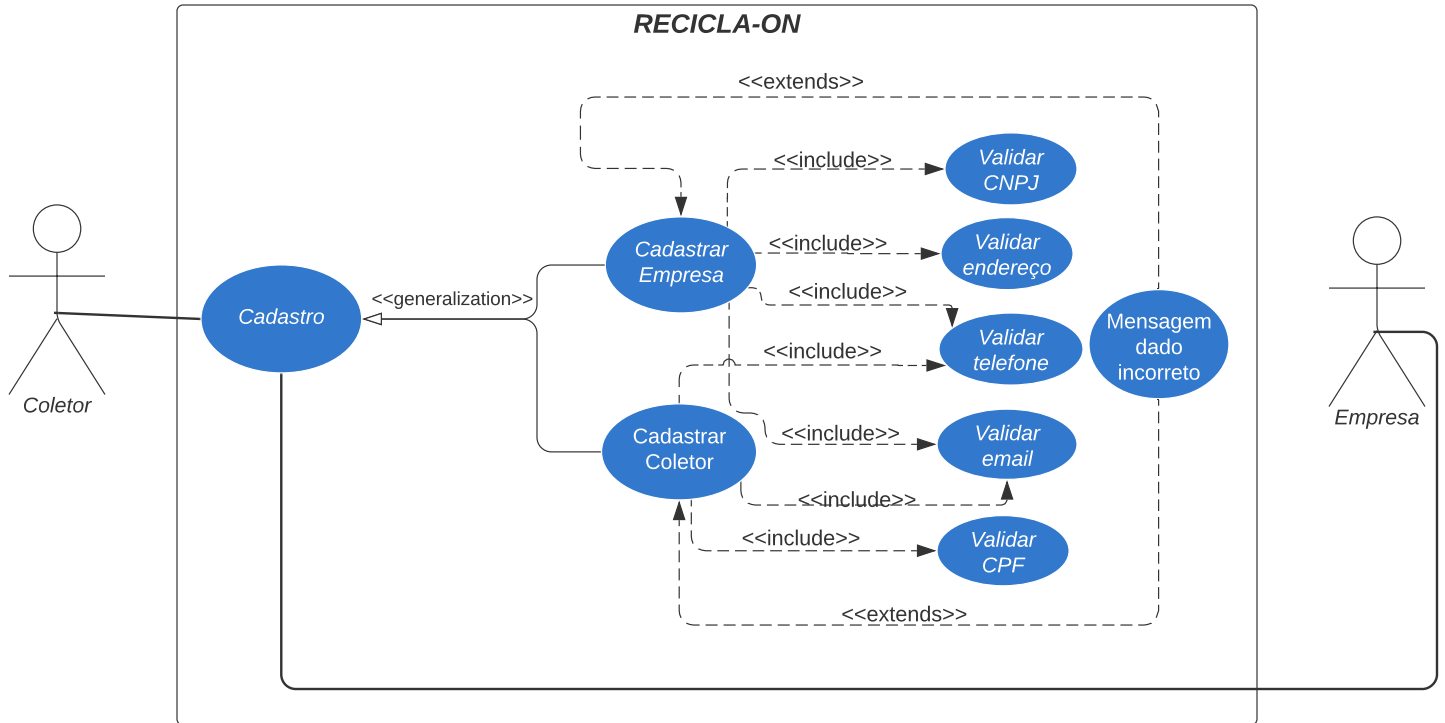 RECICLA-ON
<<extends>>
<<include>>
Validar
CNPJ
Cadastrar
Empresa
<<include>>
Validar
endereço
<<generalization>>
<<include>>
Cadastro
<<include>>
Validar
telefone
Mensagem
dado
incorreto
Coletor
Empresa
Cadastrar
Coletor
<<include>>
Validar
email
<<include>>
<<include>>
Validar
CPF
<<extends>>